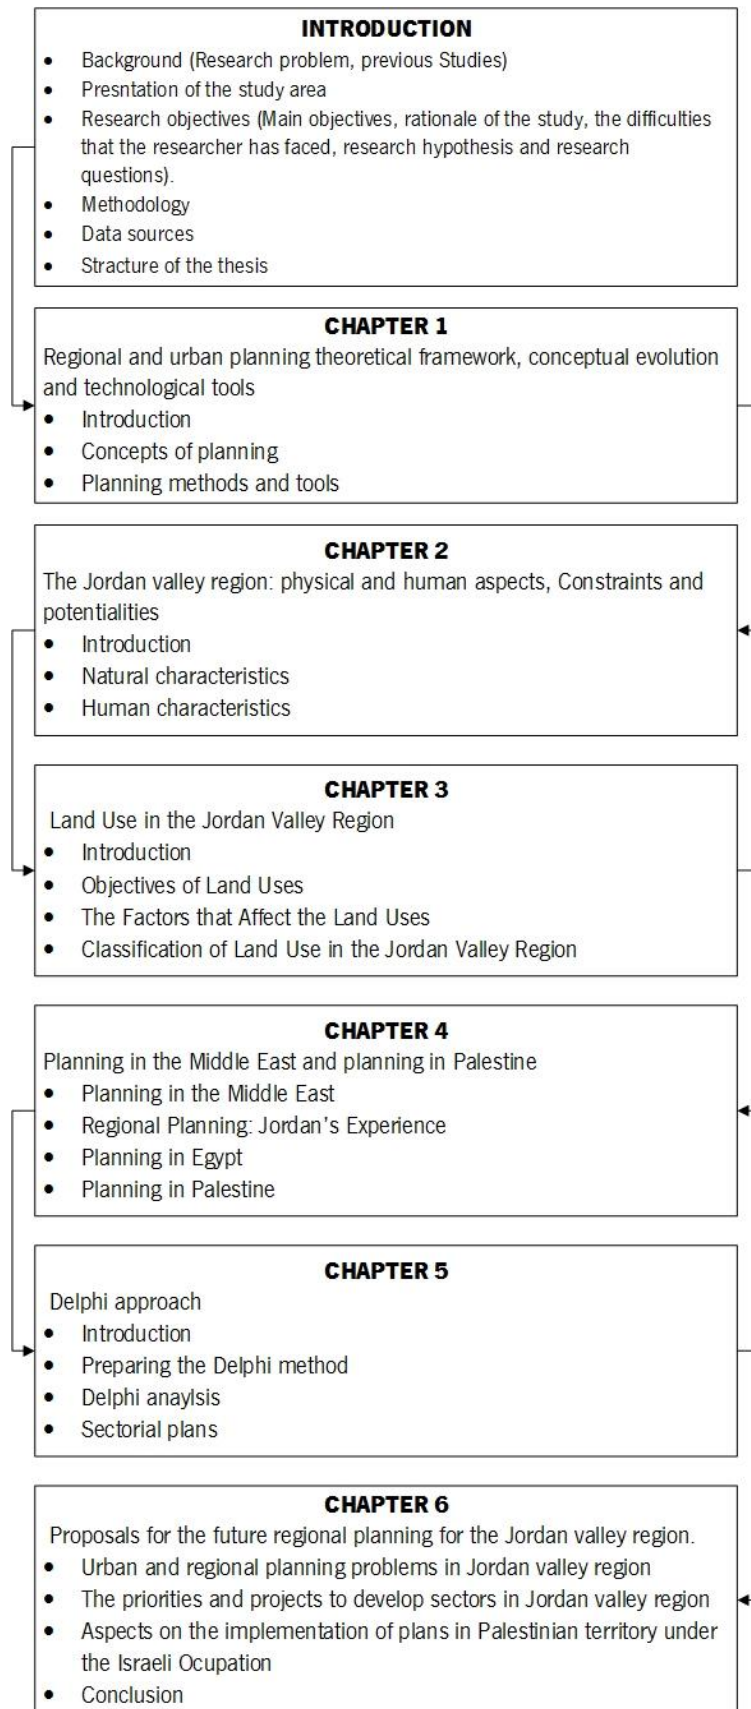 INTRODUCTION
• Background (Research problem, previous Studies)
• Presntation of the study area
• Research objectives (Main objectives, rationale of the study, the difficulties
that the researcher has faced, research hypothesis and research
questions).
• Methodology
• Data sources
• Stracture of the thesis
CHAPTER 1
Regional and urban planning theoretical framework, conceptual evolution
and technological tools
• Introduction
• Concepts of planning
• Planning methods and tools
CHAPTER 2
The Jordan valley region: physical and human aspects, Constraints and
potentialities
• Introduction
• Natural characteristics
• Human characteristics
CHAPTER 3
Land Use in the Jordan Valley Region
• Introduction
• Objectives of Land Uses
• The Factors that Affect the Land Uses
• Classification of Land Use in the Jordan Valley Region
CHAPTER 4
Planning in the Middle East and planning in Palestine
• Planning in the Middle East
• Regional Planning: Jordan's Experience
• Planning in Egypt
• Planning in Palestine
CHAPTER 5
Delphi approach
• Introduction
• Preparing the Delphi method
• Delphi anaylsis
• Sectorial plans
CHAPTER 6
Proposals for the future regional planning for the Jordan valley region.
• Urban and regional planning problems in Jordan valley region
• The priorities and projects to develop sectors in Jordan valley region
• Aspects on the implementation of plans in Palestinian territory under
the Israeli Ocupation
• Conclusion